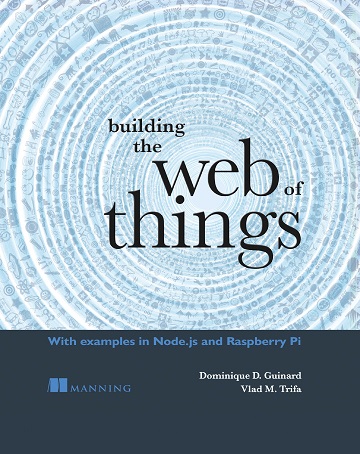 building
the
web of
things
With examples in Node.js and Raspberry Pi
Dominique D. Guinard
Vlad M. Trifa
MANNING